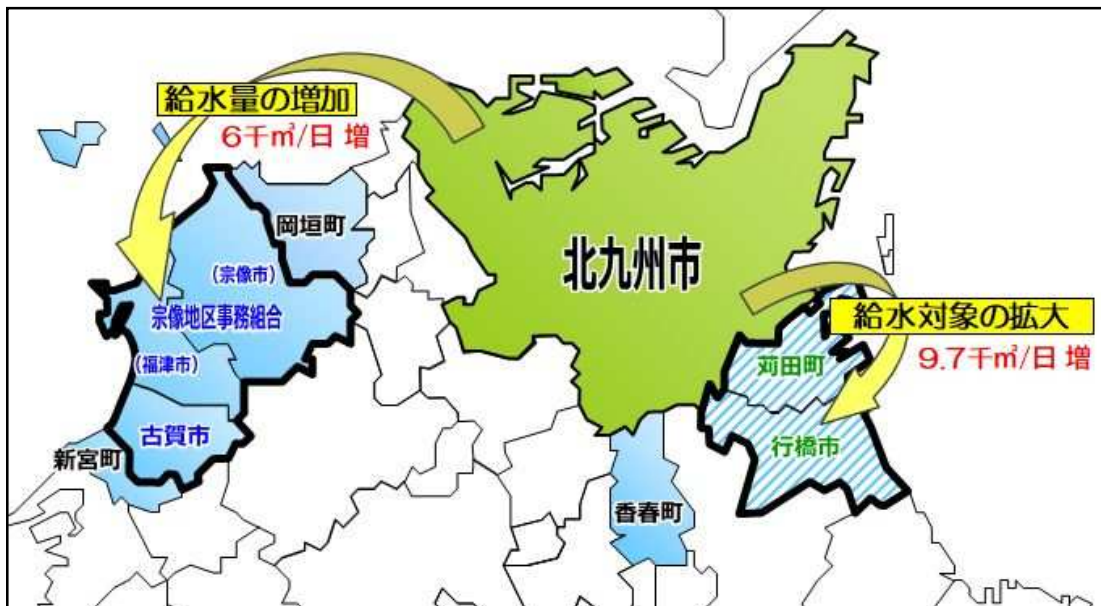 給水量の増加
6千㎥/日 増
岡垣町
(宗像市)
宗像地区事務組合
(福津市)
古賀市
新宮町
北九州市
給水対象の拡大
9.7千㎥/日 増
苅田町
行橋市
香春町